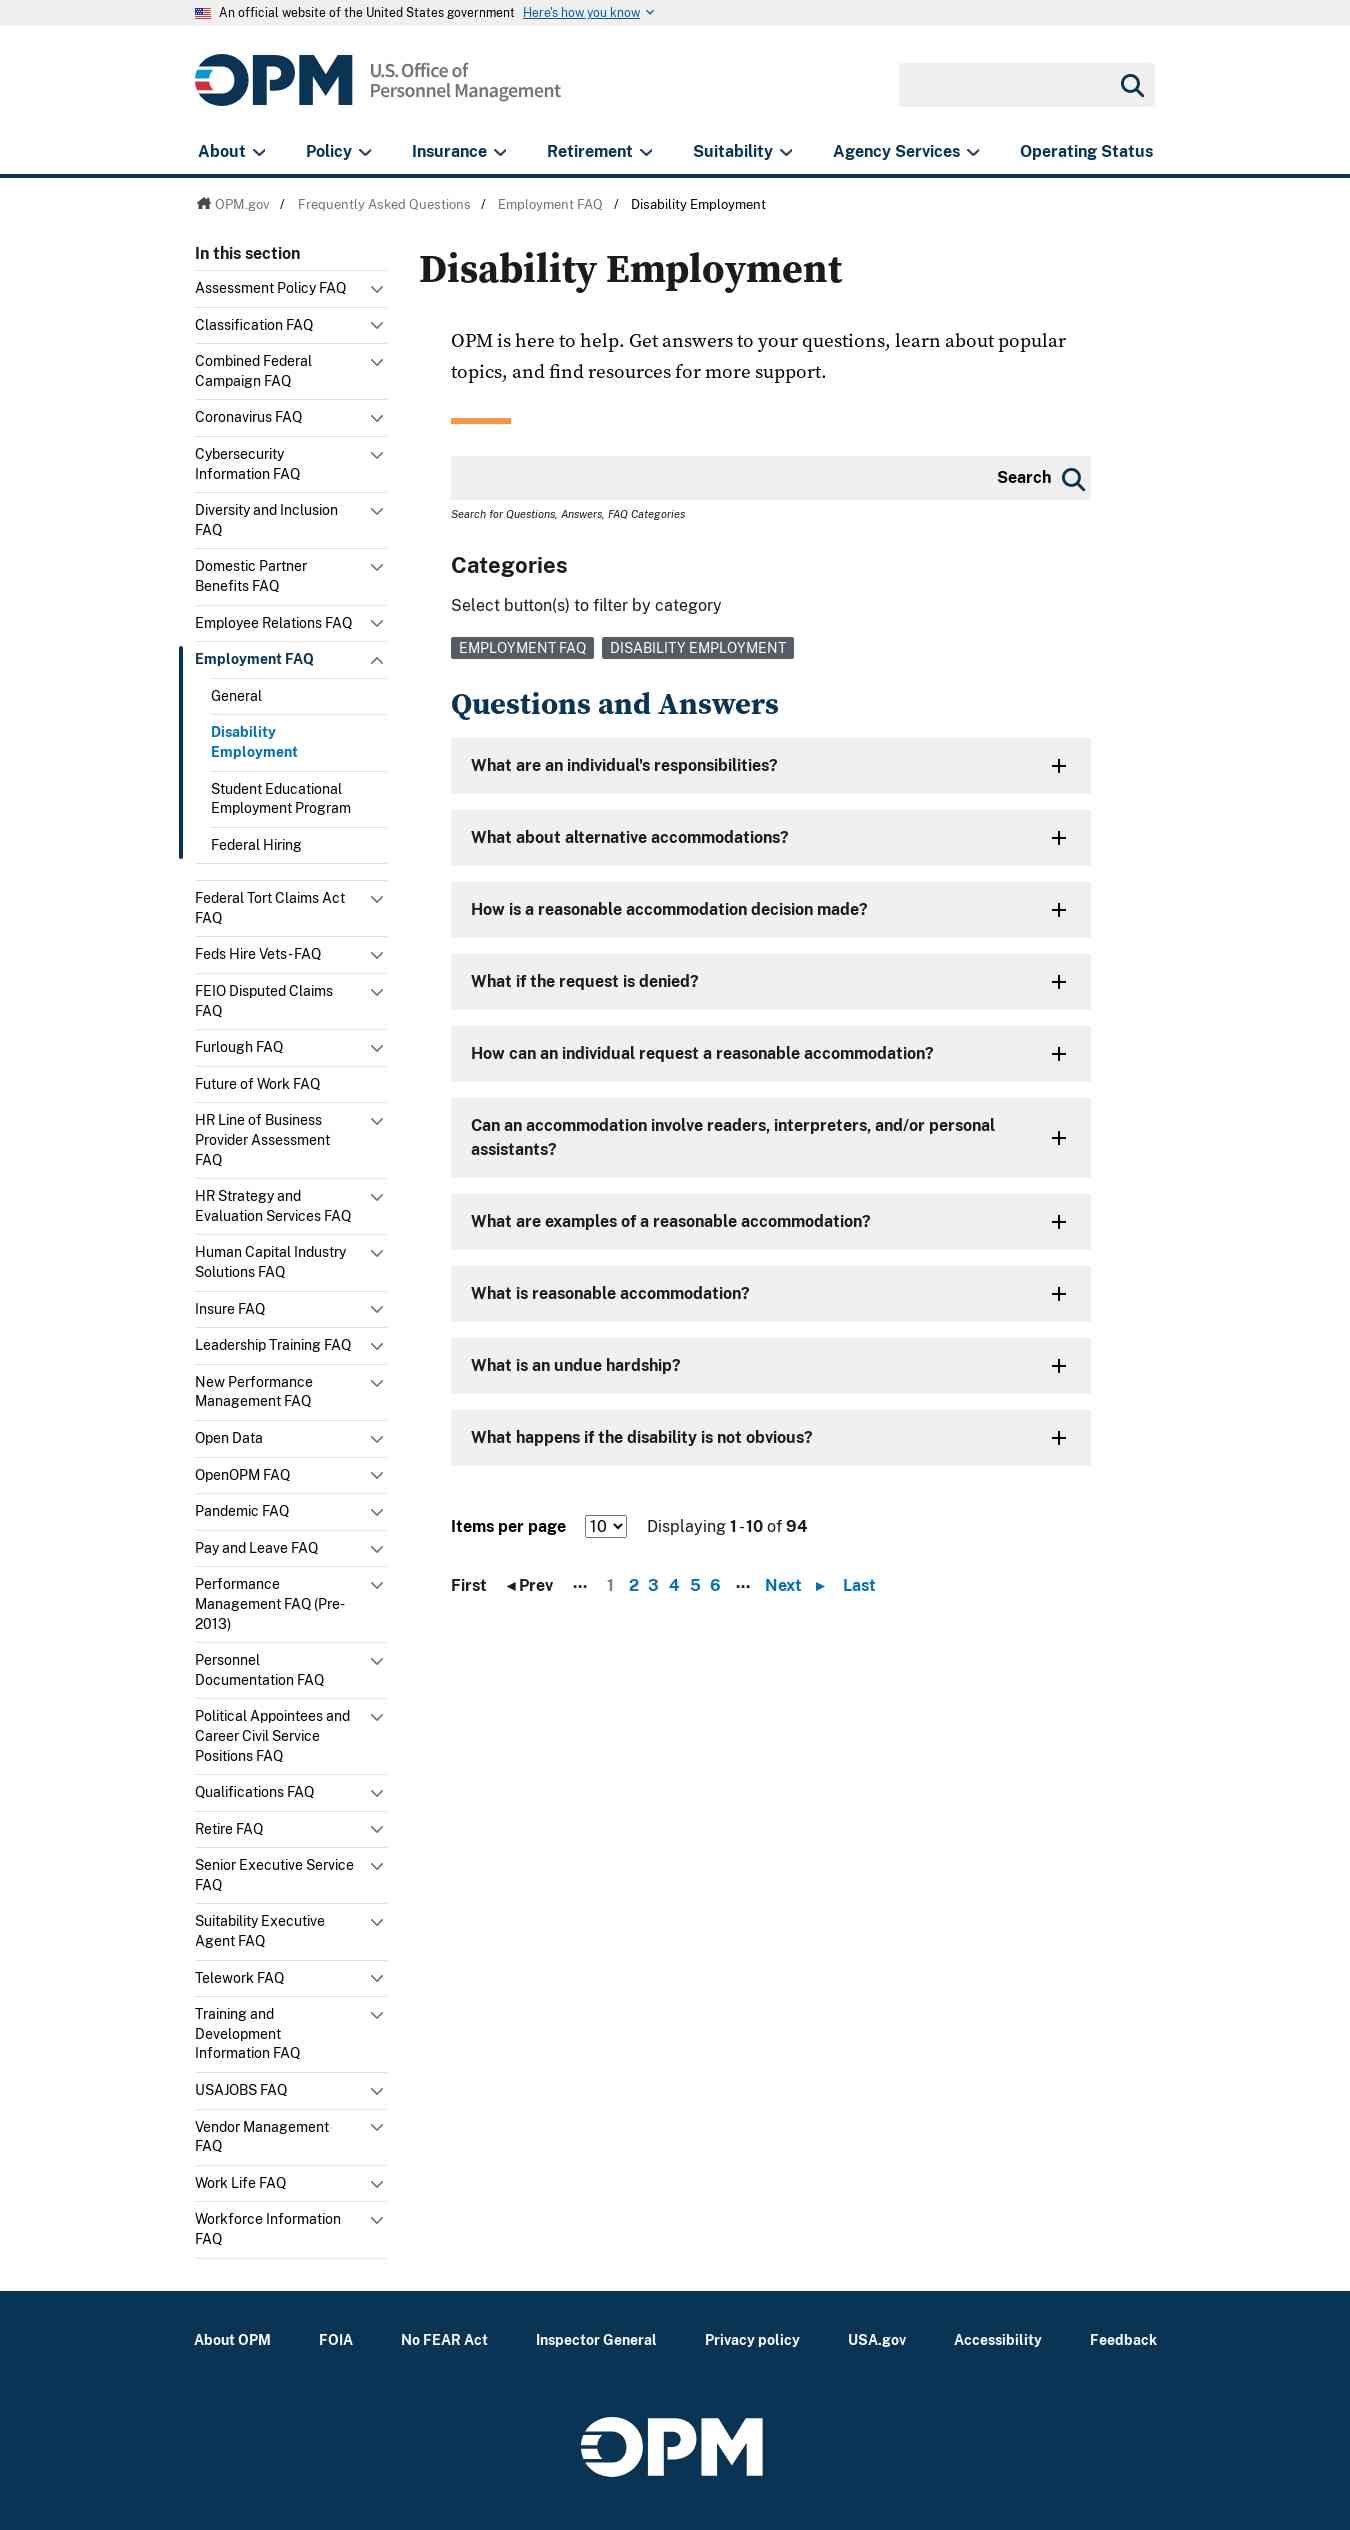 An official website of the United States government Here's how you know
OPM U.S. Office of
Personnel Management
About Policy Insurance Retirement Suitability Agency Services Operating Status
OPM.gov / Frequently Asked Questions / Employment FAQ / Disability Employment
In this section
Assessment Policy FAQ
Classification FAQ
Combined Federal
Campaign FAQ
Coronavirus FAQ
Cybersecurity
Information FAQ
Diversity and Inclusion
FAQ
Domestic Partner
Benefits FAQ
Employee Relations FAQ
Employment FAQ
General
Disability
Employment
Student Educational
Employment Program
Federal Hiring
Federal Tort Claims Act
FAQ
Feds Hire Vets - FAQ
FEIO Disputed Claims
FAQ
Furlough FAQ
Future of Work FAQ
HR Line of Business
Provider Assessment
FAQ
HR Strategy and
Evaluation Services FAQ
Human Capital Industry
Solutions FAQ
Insure FAQ
Leadership Training FAQ
New Performance
Management FAQ
Open Data
OpenOPM FAQ
Pandemic FAQ
Pay and Leave FAQ
Performance
Management FAQ (Pre-
2013)
Personnel
Documentation FAQ
Political Appointees and
Career Civil Service
Positions FAQ
Qualifications FAQ
Retire FAQ
Senior Executive Service
FAQ
Suitability Executive
Agent FAQ
Telework FAQ
Training and
Development
Information FAQ
USAJOBS FAQ
Vendor Management
FAQ
Work Life FAQ
Workforce Information
FAQ
Disability Employment
OPM is here to help. Get answers to your questions, learn about popular
topics, and find resources for more support.
Search
Search for Questions, Answers, FAQ Categories
Categories
Select button(s) to filter by category
EMPLOYMENT FAQ DISABILITY EMPLOYMENT
Questions and Answers
What are an individual's responsibilities?
What about alternative accommodations?
How is a reasonable accommodation decision made?
What if the request is denied?
How can an individual request a reasonable accommodation?
Can an accommodation involve readers, interpreters, and/or personal
assistants?
What are examples of a reasonable accommodation?
What is reasonable accommodation?
What is an undue hardship?
What happens if the disability is not obvious?
Items per page 10 Displaying 1 - 10 of 94
First ◂ Prev ··· 1 2 3 4 5 6 ··· Next ▸ Last
About OPM FOIA No FEAR Act Inspector General Privacy policy USA.gov Accessibility Feedback
OPM